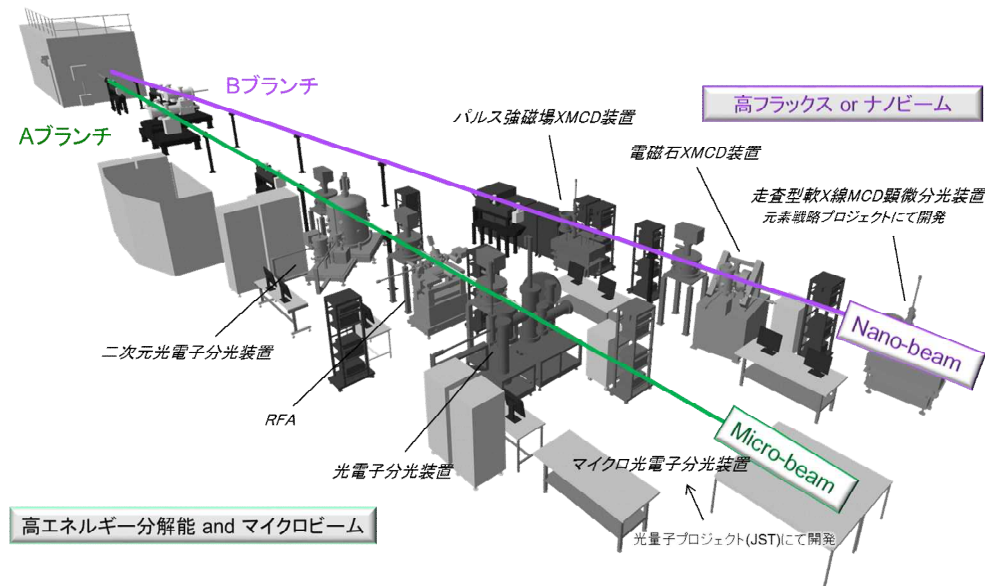 Bブランチ
Aブランチ
高フラックス or ナノビーム
パルス強磁場XMCD装置
電磁石XMCD装置
走査型軟X線MCD顕微分光装置
元素戦略プロジェクトにて開発
Nano-beam
二次元光電子分光装置
RFA
光電子分光装置
Micro-beam
マイクロ光電子分光装置
光量子プロジェクト(JST)にて開発
高エネルギー分解能 and マイクロビーム